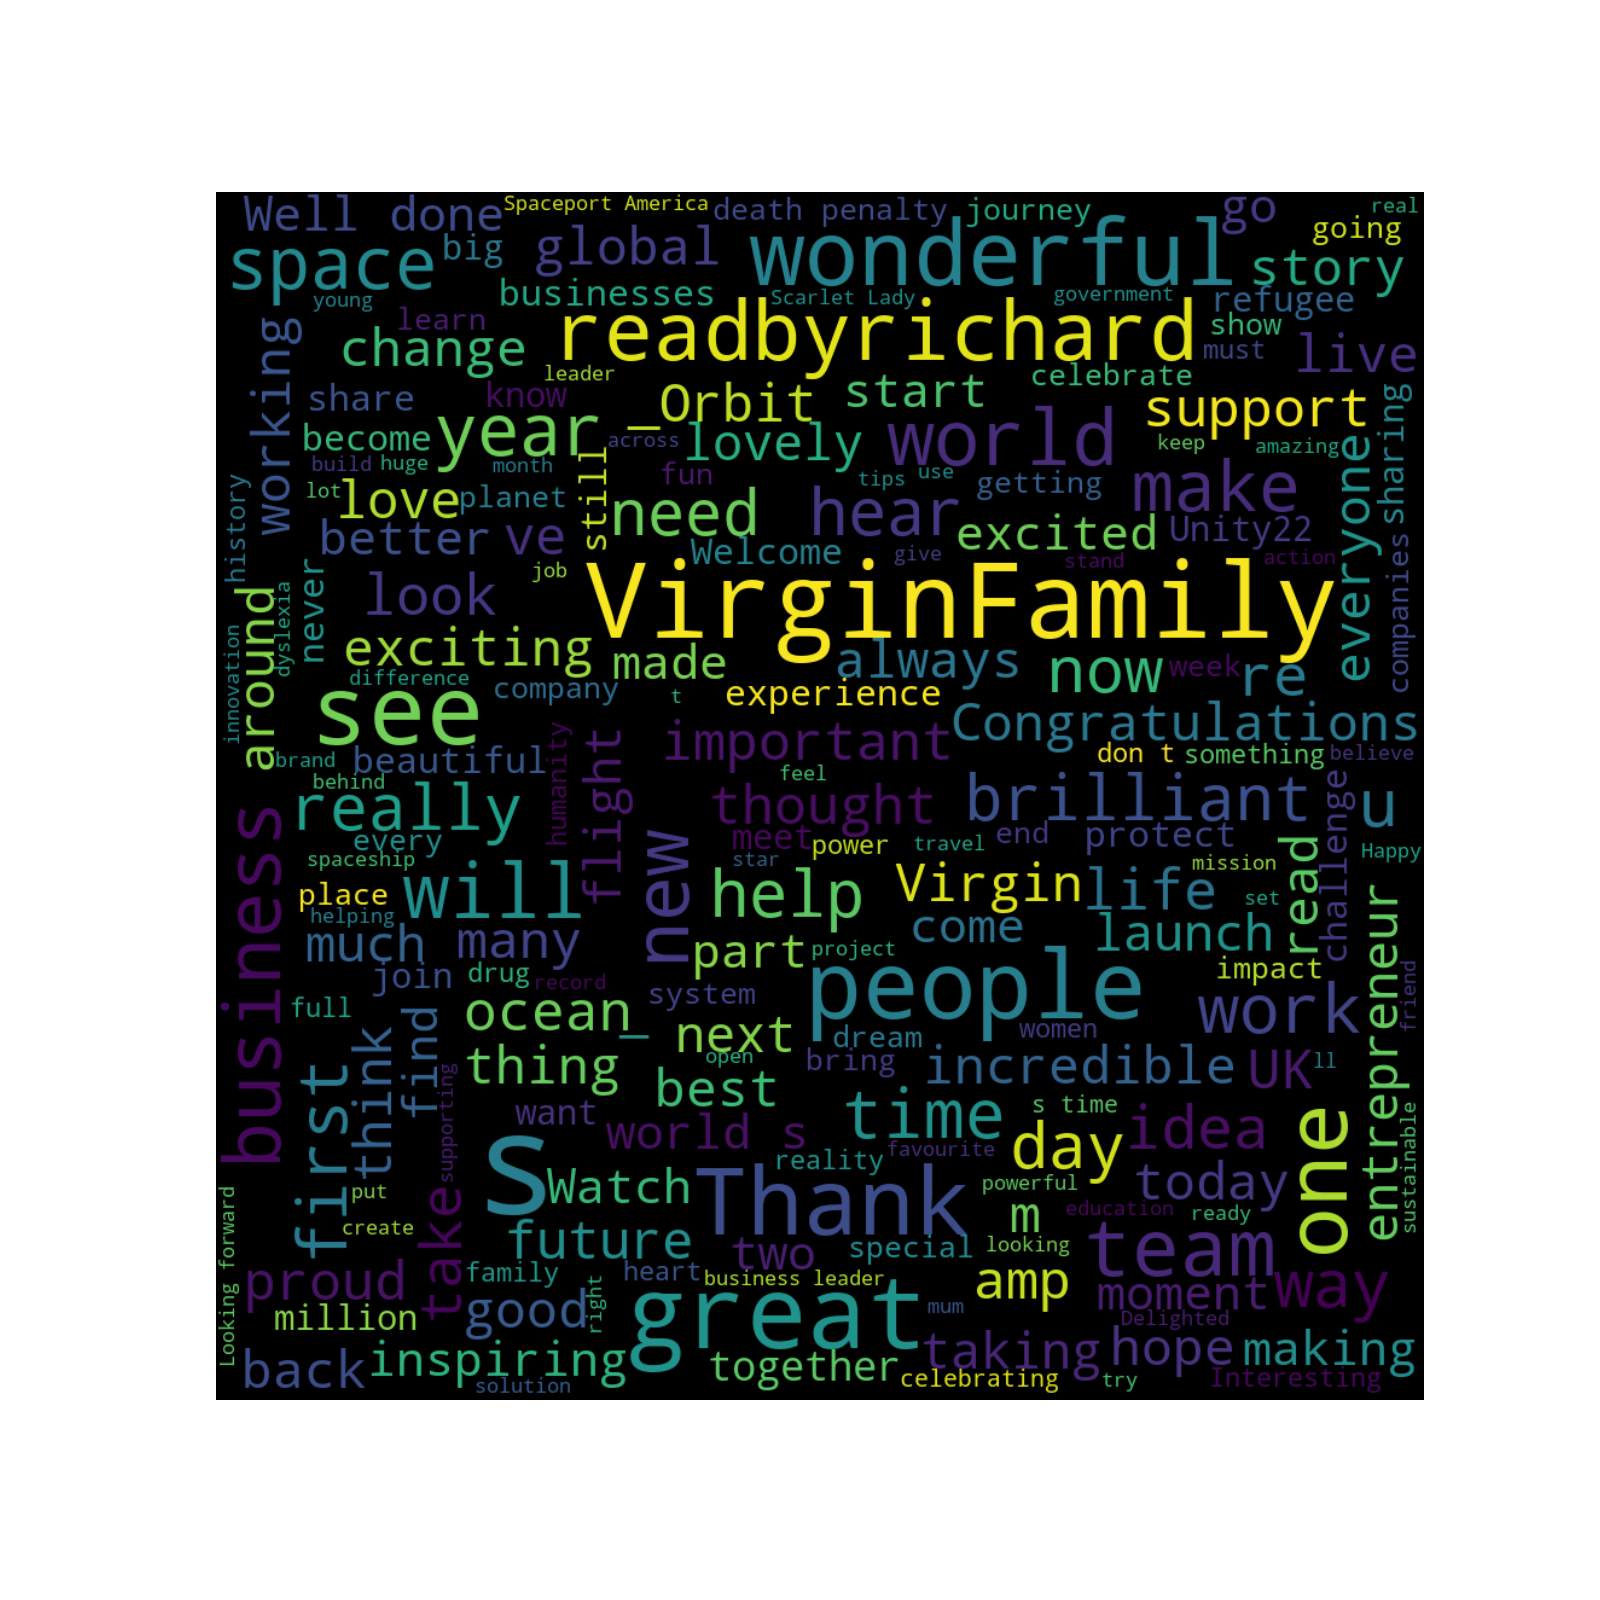 Well done
Spaceport America
death penalty
journey
go
real
space
big
global
wonderful
going
story
young
businesses
Scarlet Lady
government
refugee
working
learn
change
readbyrichard
show
must
live
leader
share
know
_Orbit
start
celebrate
support
sharing
become
year
across
lovely
world
keep
amazing
everyone
build
huge
month
still
fun
tips
use
getting
make
history
lot
love
planet
need
hear
excited
Unity22
better
ve
Welcome
give
stand
action
companies
around
dyslexia
never
look
job
VirginFamily
innovation
exciting
made
always
now
week
re
difference
company
t
experience
see
important
Congratulations
brand
beautiful
humanity
flight
don t
something
believe
behind
feel
business
really
thought
brilliant
challenge
u
every
meet
power
travel
end
protect
Happy
spaceship
star
mission
read
place
will
new
help
Virgin
life
set
entrepreneur
helping
much
many
part
project
come
launch
impact
join
drug
record
system
people
work
friend
full
ocean_
next
dream
women
first
think
find
thing
open
bring
incredible
UK
ll
supporting
best
want
world s
time
s time
day
idea
one
sustainable
s
Watch
reality
favourite
Thank
powerful
today
put
take
m
education
ready
create
future
two
special
looking
team
Looking forward
proud
family
heart
business leader
amp
moment
way
million
good
right
great
mum
Delighted
back
inspiring
together
taking
hope
making
solution
celebrating
try
Interesting